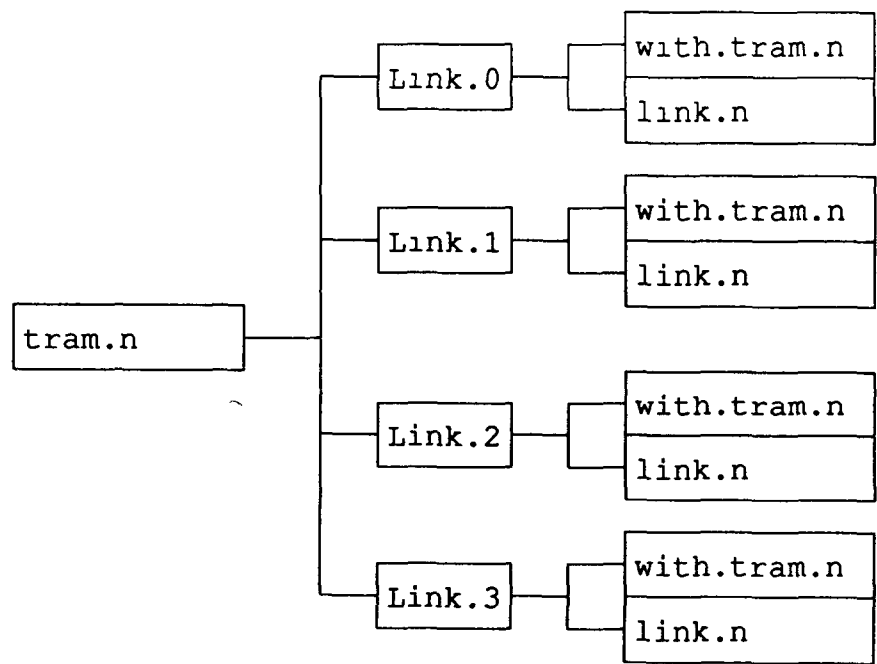 with.tram.n
Link.0
link.n
with.tram.n
Link.1
link.n
tram.n
with.tram.n
Link.2
link.n
with.tram.n
Link.3
link.n